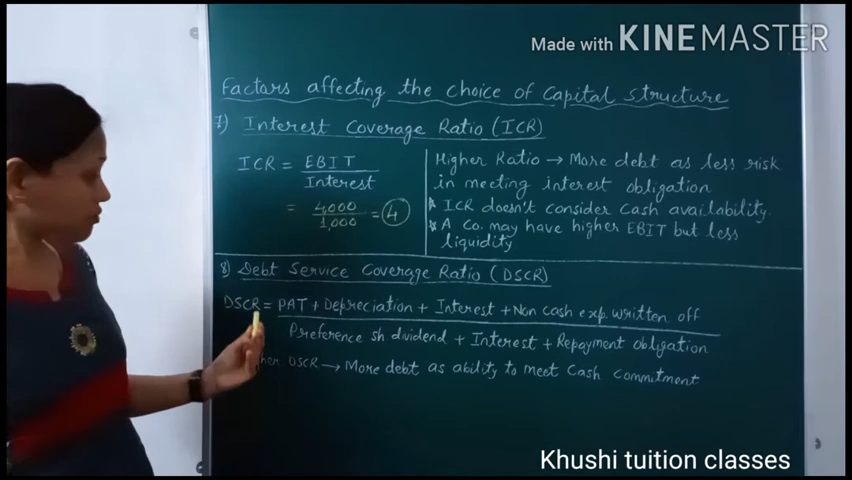 Made with KINEMASTER
Factors affecting the choice of Capital Structure
7) Interest Coverage Ratio (ICR)
ICR = EBIT / Interest
= 4,000 / 1,000 = 4
Higher Ratio → More debt as less risk
in meeting interest obligation
* ICR doesn't consider cash availability.
* A Co. may have higher EBIT but less
liquidity
8) Debt Service Coverage Ratio (DSCR)
DSCR = PAT + Depreciation + Interest + Non cash exp. written off
Preference sh dividend + Interest + Repayment obligation
DSCR → More debt as ability to meet Cash commitment
Khushi tuition classes